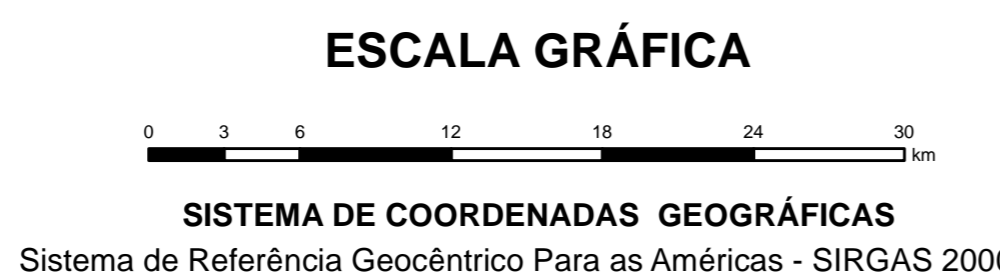 ESCALA GRÁFICA
0 3 6 12 18 24 30
km
SISTEMA DE COORDENADAS GEOGRÁFICAS
Sistema de Referência Geocêntrico Para as Américas - SIRGAS 2000